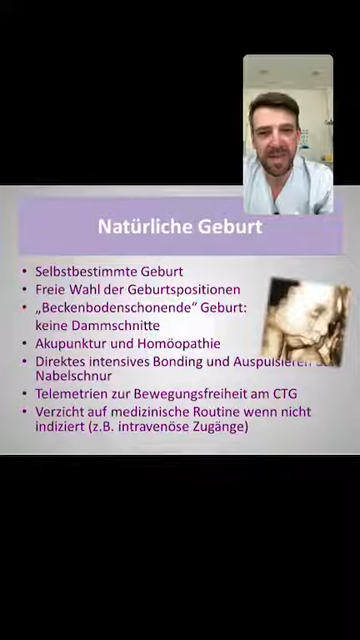 Natürliche Geburt
• Selbstbestimmte Geburt
• Freie Wahl der Geburtspositionen
• „Beckenbodenschonende“ Geburt:
keine Dammschnitte
• Akupunktur und Homöopathie
• Direktes intensives Bonding und Auspulsieren
Nabelschnur
• Telemetrien zur Bewegungsfreiheit am CTG
• Verzicht auf medizinische Routine wenn nicht
indiziert (z.B. intravenöse Zugänge)